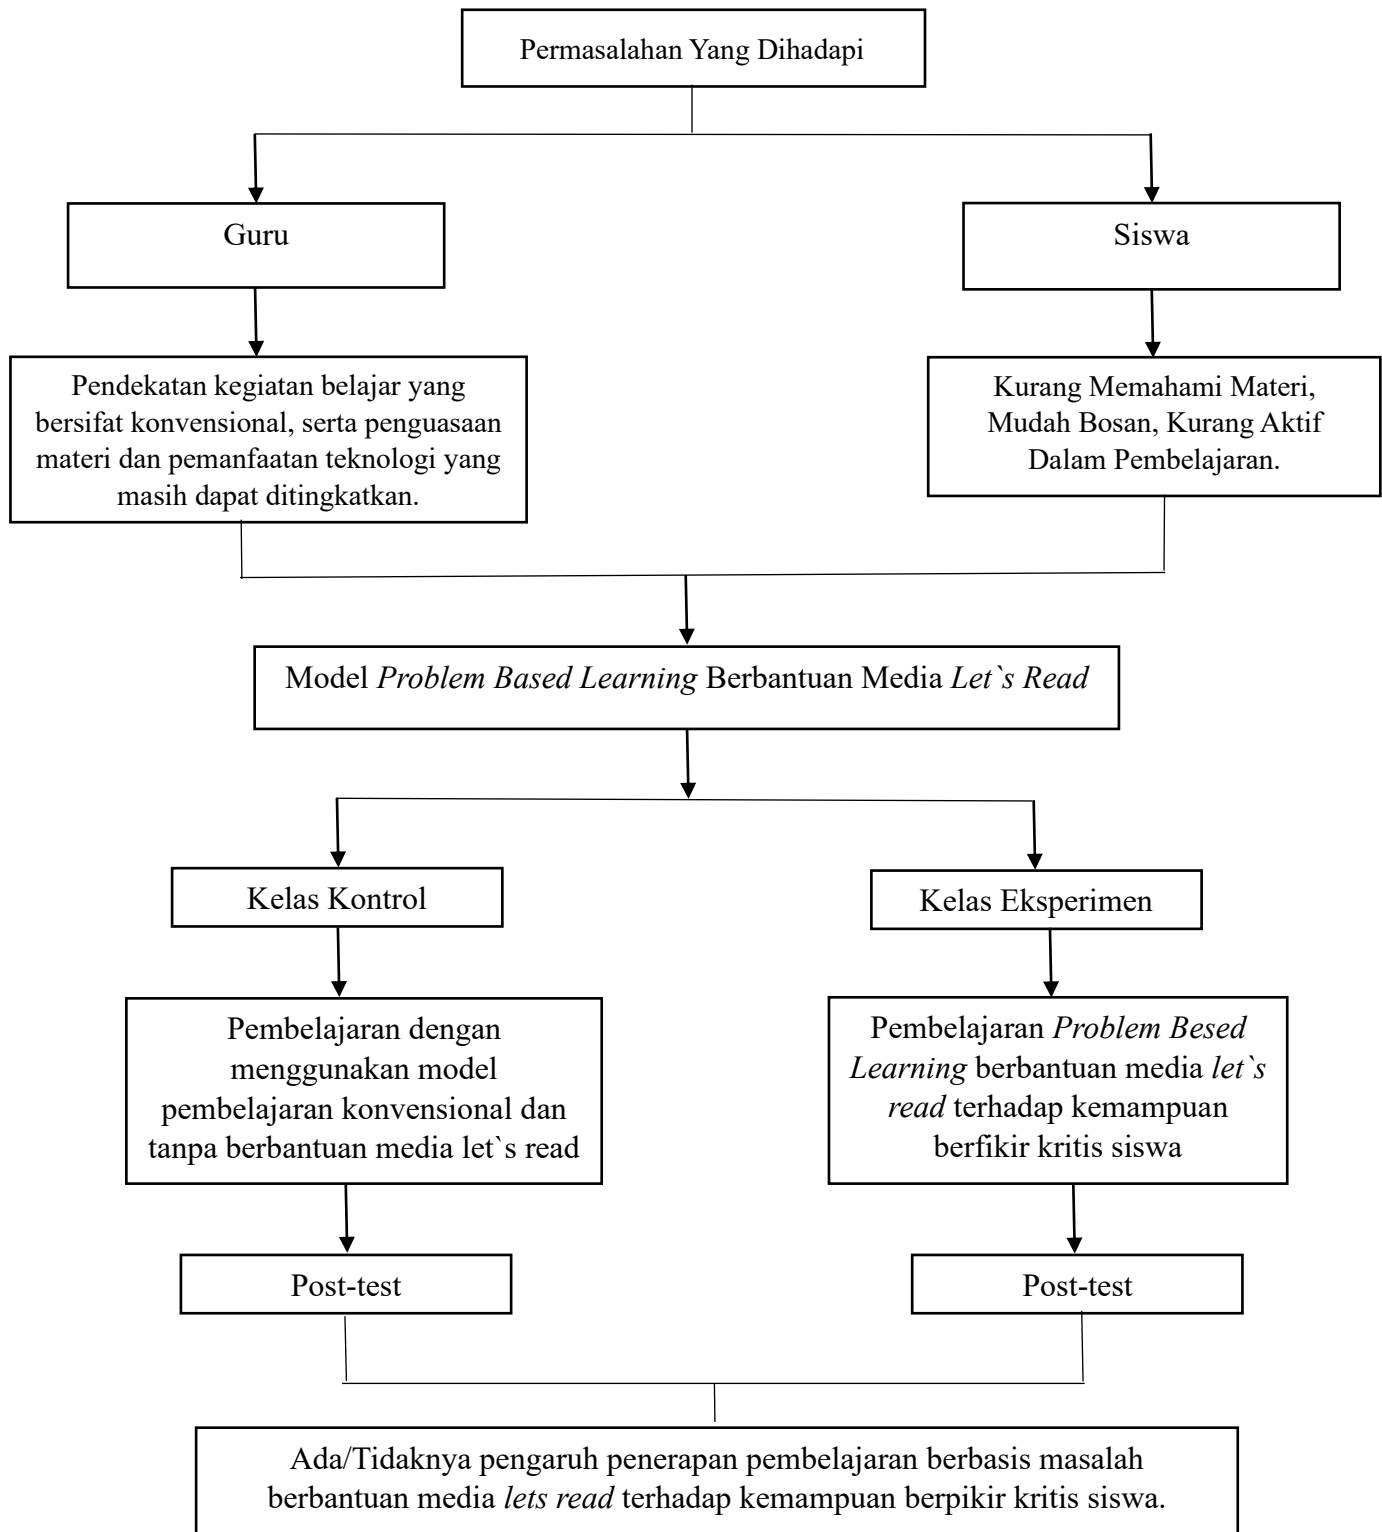 Permasalahan Yang Dihadapi
Guru
Siswa
Pendekatan kegiatan belajar yang
bersifat konvensional, serta penguasaan
materi dan pemanfaatan teknologi yang
masih dapat ditingkatkan.
Kurang Memahami Materi,
Mudah Bosan, Kurang Aktif
Dalam Pembelajaran.
Model Problem Based Learning Berbantuan Media Let`s Read
Kelas Kontrol
Kelas Eksperimen
Pembelajaran dengan
menggunakan model
pembelajaran konvensional dan
tanpa berbantuan media let`s read
Pembelajaran Problem Besed
Learning berbantuan media let`s
read terhadap kemampuan
berfikir kritis siswa
Post-test
Post-test
Ada/Tidaknya pengaruh penerapan pembelajaran berbasis masalah
berbantuan media lets read terhadap kemampuan berpikir kritis siswa.